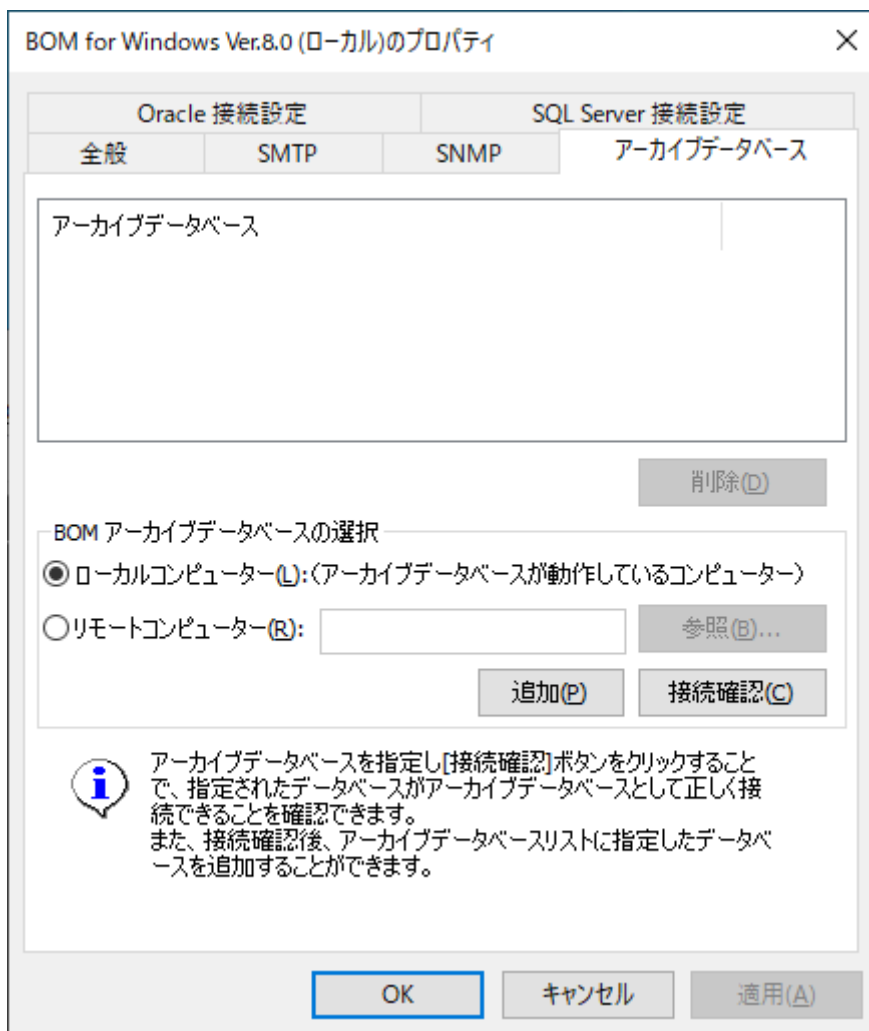 BOM for Windows Ver.8.0 (ローカル)のプロパティ
Oracle 接続設定
SQL Server 接続設定
全般
SMTP
SNMP
アーカイブデータベース
アーカイブデータベース
削除(D)
BOM アーカイブデータベースの選択
ローカルコンピューター(L):(アーカイブデータベースが動作しているコンピューター)
リモートコンピューター(R):
参照(B)...
追加(P)
接続確認(C)
アーカイブデータベースを指定し[接続確認]ボタンをクリックすること
で、指定されたデータベースがアーカイブデータベースとして正しく接
続できることを確認できます。
また、接続確認後、アーカイブデータベースリストに指定したデータベ
ースを追加することができます。
OK
キャンセル
適用(A)